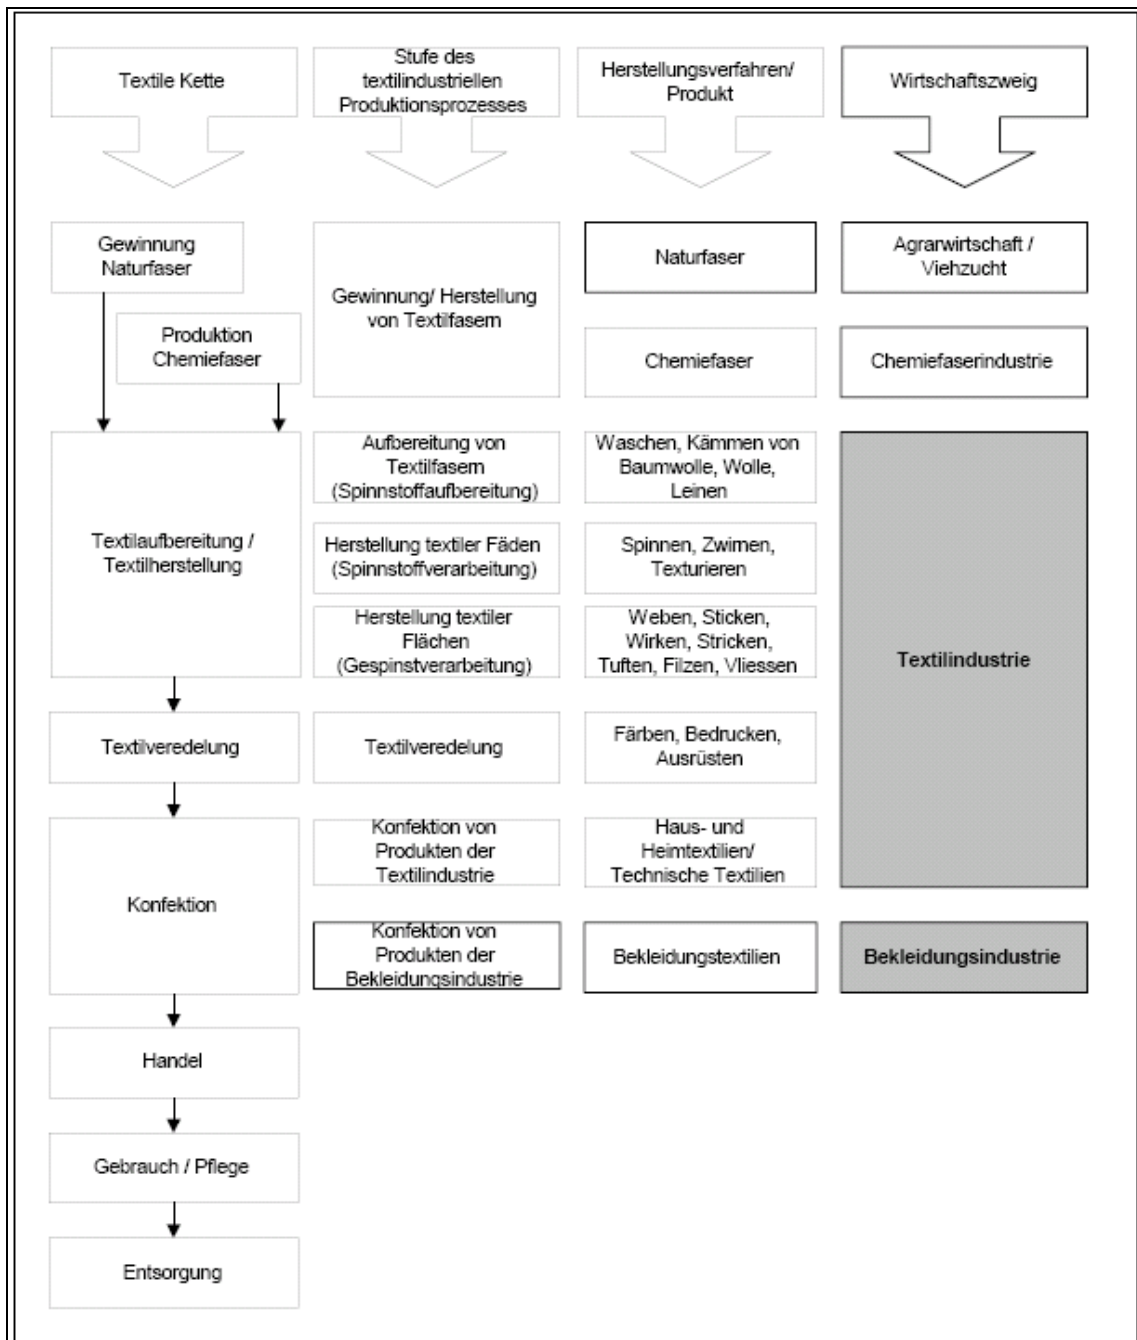 Textile Kette
Stufe des
textilindustriellen
Produktionsprozesses
Herstellungsverfahren/
Produkt
Wirtschaftszweig
Gewinnung
Naturfaser
Produktion
Chemiefaser
Gewinnung/ Herstellung
von Textilfasern
Naturfaser
Agrarwirtschaft /
Viehzucht
Chemiefaser
Chemiefaserindustrie
Textilaufbereitung /
Textilherstellung
Aufbereitung von
Textilfasern
(Spinnstoffaufbereitung)
Waschen, Kämmen von
Baumwolle, Wolle,
Leinen
Herstellung textiler Fäden
(Spinnstoffverarbeitung)
Spinnen, Zwirnen,
Texturieren
Herstellung textiler
Flächen
(Gespinstverarbeitung)
Weben, Sticken,
Wirken, Stricken,
Tuften, Filzen, Vliessen
Textilindustrie
Textilveredelung
Textilveredelung
Färben, Bedrucken,
Ausrüsten
Konfektion
Konfektion von
Produkten der
Textilindustrie
Haus- und
Heimtextilien/
Technische Textilien
Konfektion von
Produkten der
Bekleidungsindustrie
Bekleidungstextilien
Bekleidungsindustrie
Handel
Gebrauch / Pflege
Entsorgung